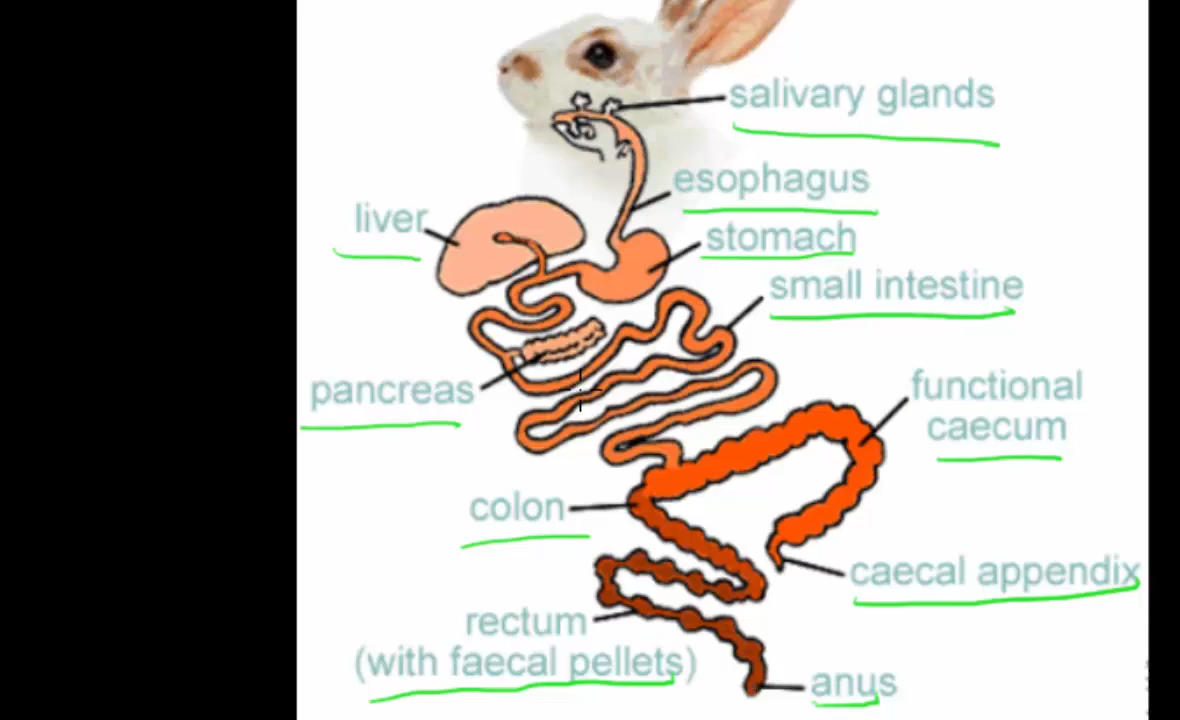 salivary glands
esophagus
liver
stomach
small intestine
pancreas
functional
caecum
colon
caecal appendix
rectum
(with faecal pellets)
anus